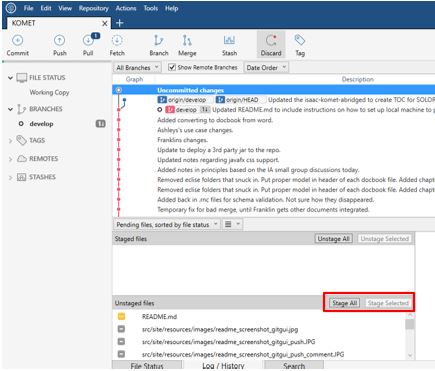 File Edit View Repository Actions Tools Help
KOMET
Commit Push Pull Fetch Branch Merge Stash Discard Tag
1
All Branches Show Remote Branches Date Order
Graph Description
FILE STATUS
Working Copy
BRANCHES
develop
TAGS
REMOTES
STASHES
Uncommitted changes
origin/develop origin/HEAD Updated the isaac-komet-abridged to create TOC for SOLOR
develop Updated README.md to include instructions on how to set up local machine to
Added converting to docbook from word.
Ashley's use case changes.
Franklins changes.
Update to deploy a 3rd party jar to the repo.
Updated notes regarding javafx css support.
Added notes in principles based on the IA small group discussions today.
Removed eclise folders that snuck in. Put proper model in header of each docbook file. Added chapt
Removed eclise folders that snuck in. Put proper model in header of each docbook file. Added chapt
Added back in .rnc files for schema validation. Not sure how they disappeared.
Temporary fix for bad merge, until Franklin gets other documents integrated.
Pending files, sorted by file status
Staged files Unstage All Unstage Selected
Unstaged files Stage All Stage Selected
README.md
src/site/resources/images/readme_screenshot_gitgui.jpg
src/site/resources/images/readme_screenshot_gitgui_push.JPG
src/site/resources/images/readme_screenshot_gitgui_push_comment.JPG
File Status Log / History Search